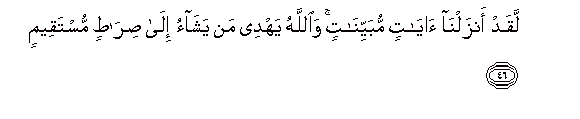 لَّقَدْ أَنزَلْنَآ ءَايَـٰتٍ مُّبَيِّنَـٰتٍ ۚ وَٱللَّهُ يَهْدِى مَن يَشَآءُ إِلَىٰ صِرَٰطٍ مُّسْتَقِيمٍ
٤٦